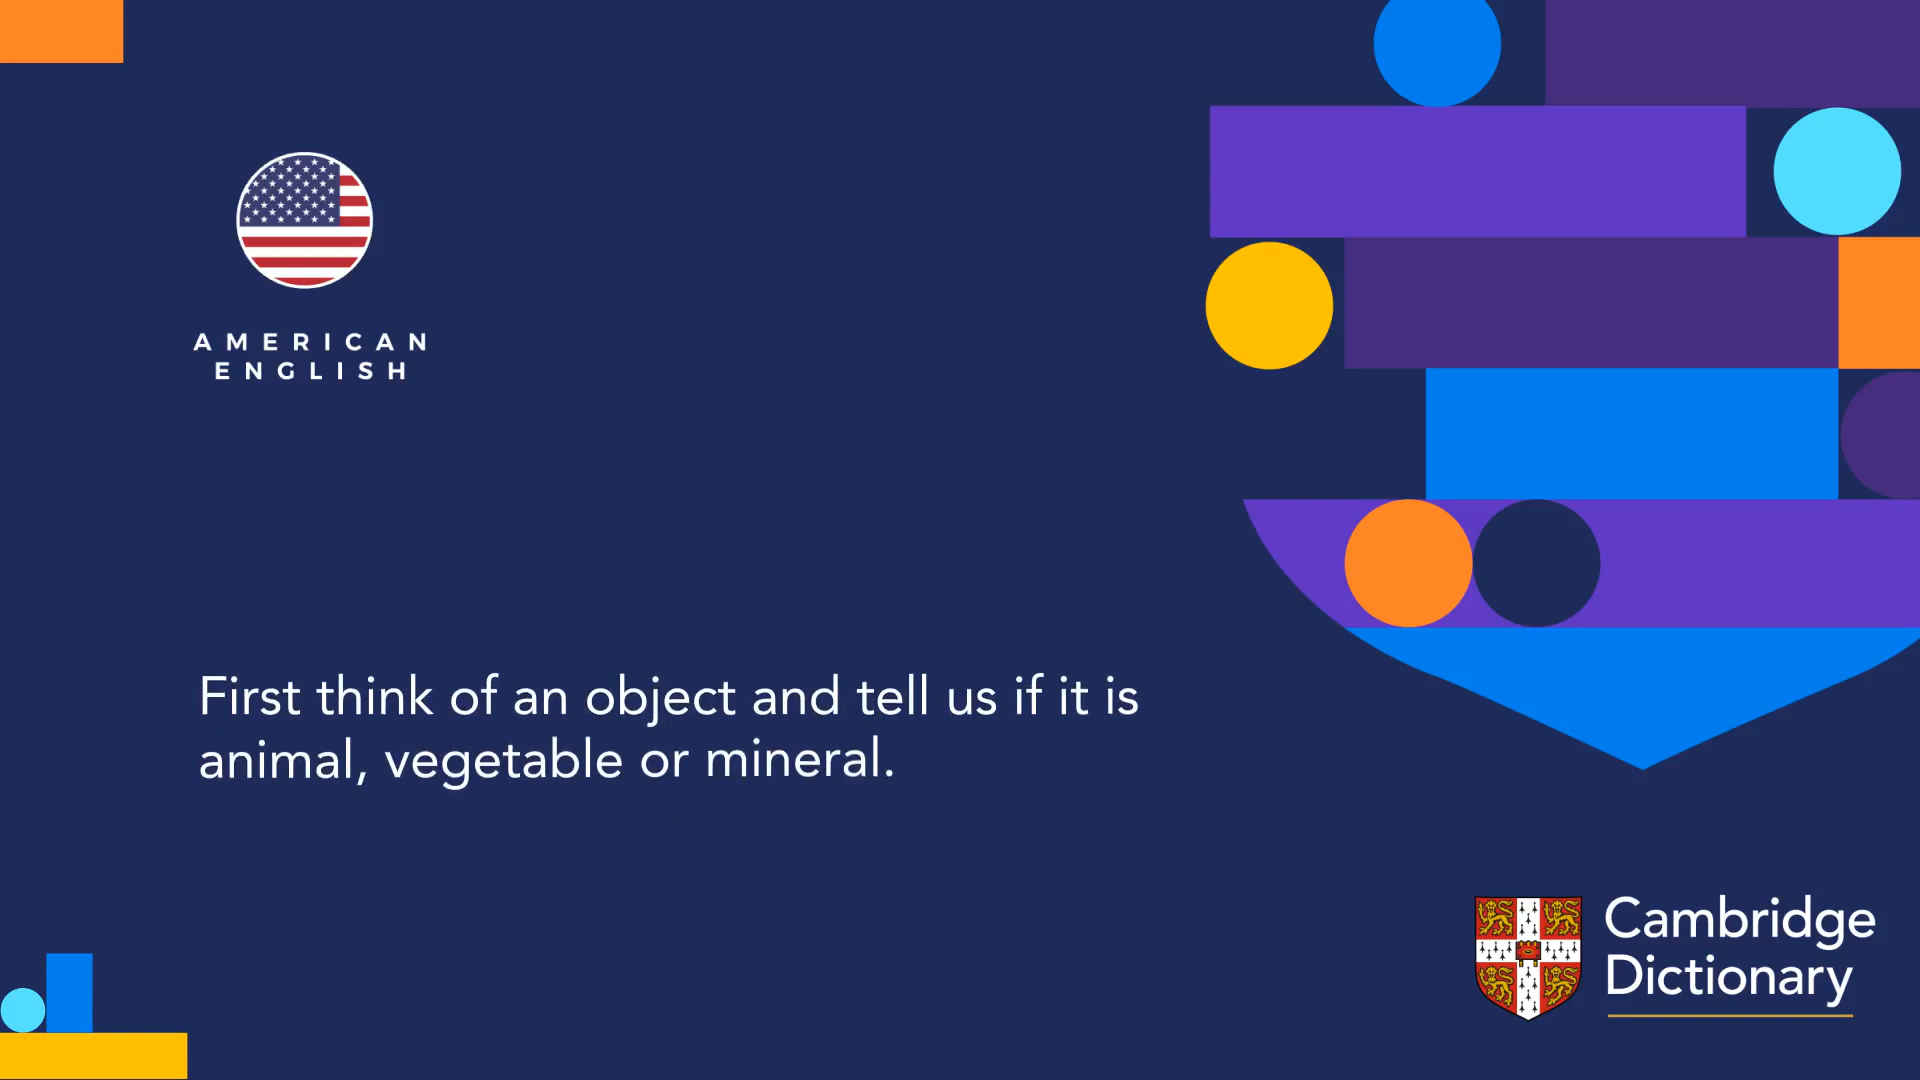 AMERICAN
ENGLISH
First think of an object and tell us if it is
animal, vegetable or mineral.
Cambridge
Dictionary